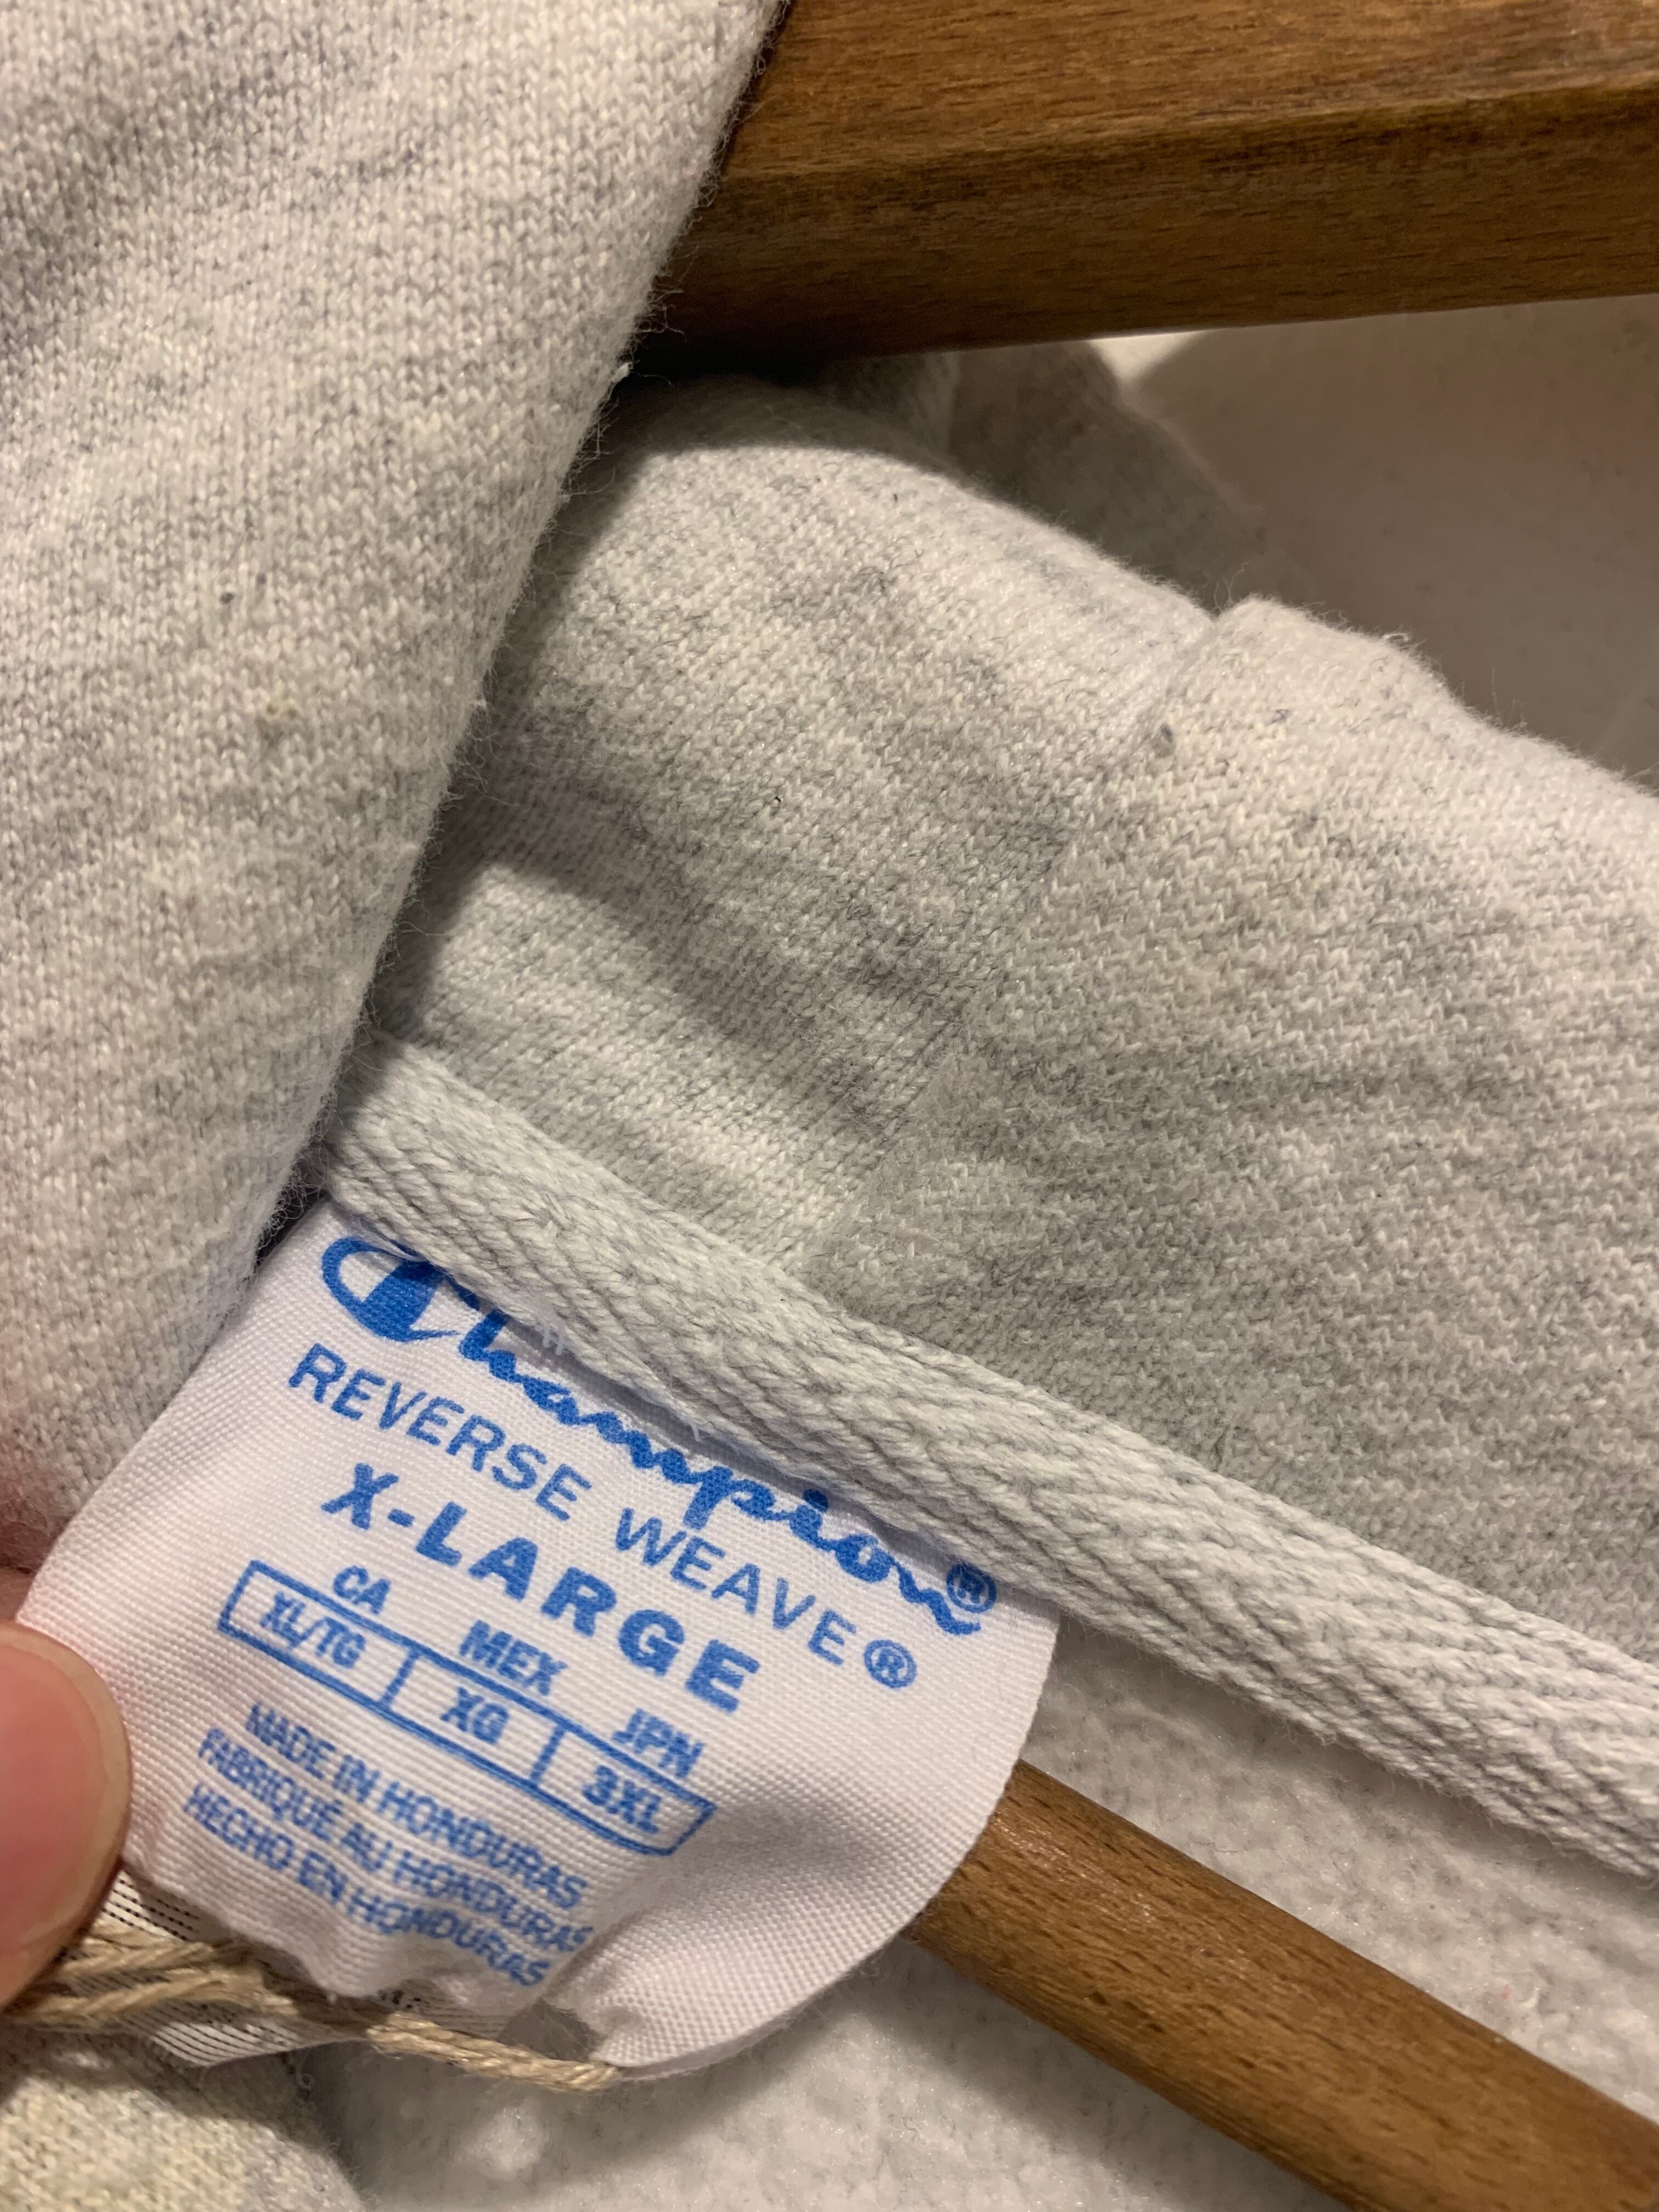 Champion®
REVERSE WEAVE®
X-LARGE
CA MEX JPN
XL/TG XG 3XL
MADE IN HONDURAS
FABRIQUÉ AU HONDURAS
HECHO EN HONDURAS